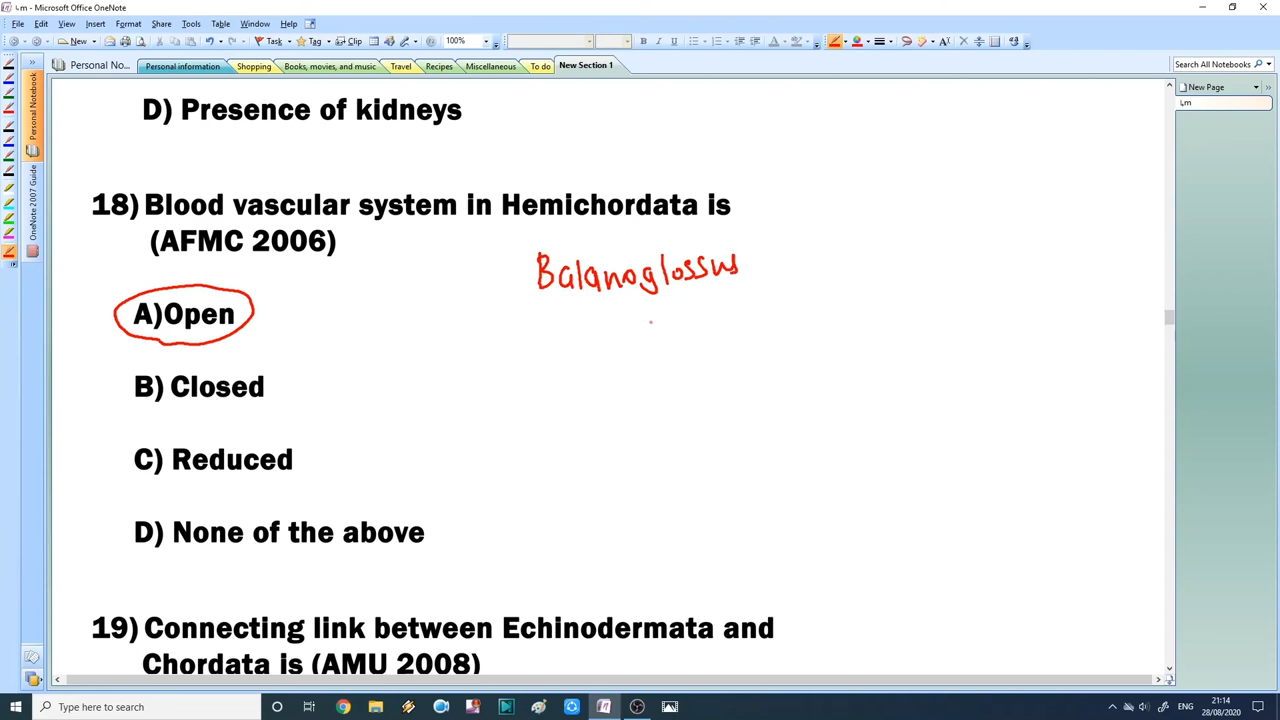 Lm - Microsoft Office OneNote
File Edit View Insert Format Share Tools Table Window Help
New Task Tag Clip 100%
Personal No... Personal information Shopping Books, movies, and music Travel Recipes Miscellaneous To do New Section 1 Search All Notebooks
Personal Notebook
OneNote 2007 Guide
New Page
Lm
D) Presence of kidneys
18) Blood vascular system in Hemichordata is
(AFMC 2006)
Balanoglossus
A)Open
B) Closed
C) Reduced
D) None of the above
19) Connecting link between Echinodermata and
Chordata is (AMU 2008)
Type here to search
ENG
21:14
28/08/2020